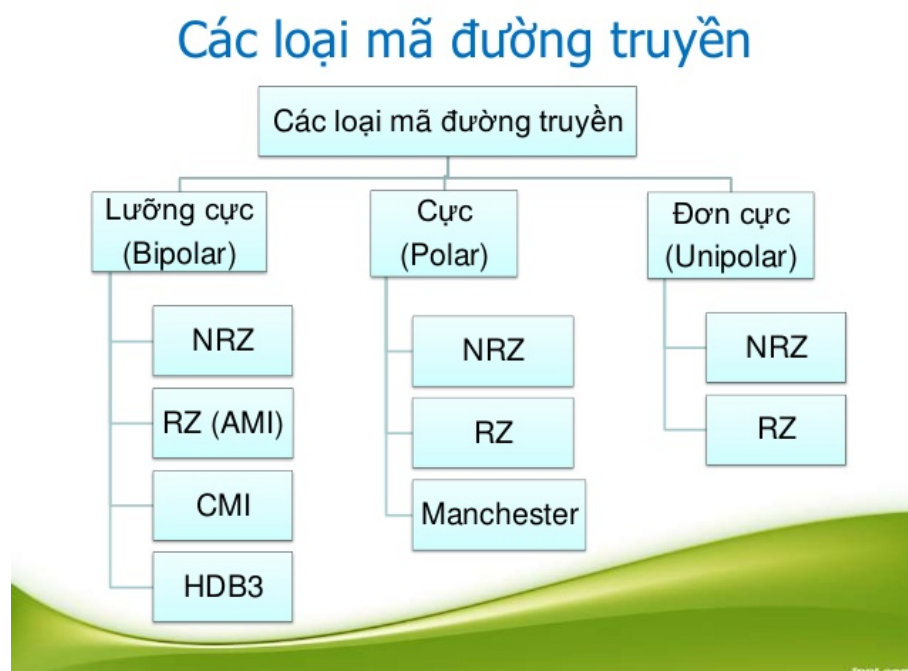 Các loại mã đường truyền
Các loại mã đường truyền
Lưỡng cực
(Bipolar)
NRZ
RZ (AMI)
CMI
HDB3
Cực
(Polar)
NRZ
RZ
Manchester
Đơn cực
(Unipolar)
NRZ
RZ